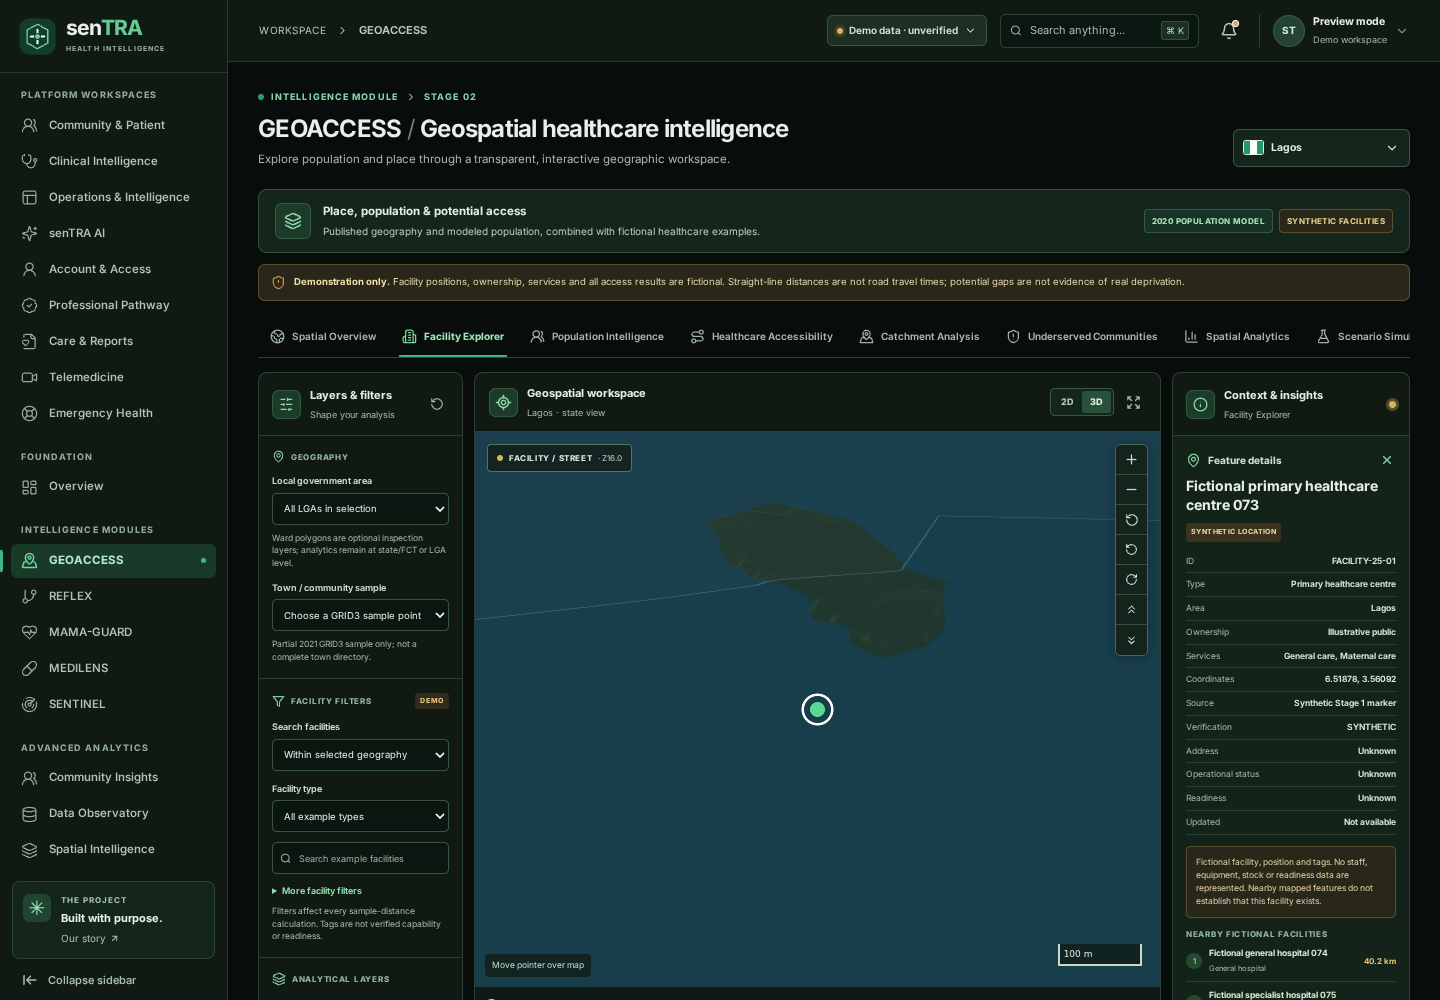 senTRA
HEALTH INTELLIGENCE
PLATFORM WORKSPACES
Community & Patient
Clinical Intelligence
Operations & Intelligence
senTRA AI
Account & Access
Professional Pathway
Care & Reports
Telemedicine
Emergency Health
FOUNDATION
Overview
INTELLIGENCE MODULES
GEOACCESS
REFLEX
MAMA-GUARD
MEDILENS
SENTINEL
ADVANCED ANALYTICS
Community Insights
Data Observatory
Spatial Intelligence
THE PROJECT
Built with purpose.
Our story ↗
Collapse sidebar
WORKSPACE > GEOACCESS
Demo data · unverified
Search anything...
⌘ K
ST
Preview mode
Demo workspace
INTELLIGENCE MODULE > STAGE 02
GEOACCESS / Geospatial healthcare intelligence
Explore population and place through a transparent, interactive geographic workspace.
Lagos
Place, population & potential access
Published geography and modeled population, combined with fictional healthcare examples.
2020 POPULATION MODEL
SYNTHETIC FACILITIES
Demonstration only. Facility positions, ownership, services and all access results are fictional. Straight-line distances are not road travel times; potential gaps are not evidence of real deprivation.
Spatial Overview
Facility Explorer
Population Intelligence
Healthcare Accessibility
Catchment Analysis
Underserved Communities
Spatial Analytics
Scenario Simul
Layers & filters
Shape your analysis
GEOGRAPHY
Local government area
All LGAs in selection
Ward polygons are optional inspection
layers; analytics remain at state/FCT or LGA
level.
Town / community sample
Choose a GRID3 sample point
Partial 2021 GRID3 sample only; not a
complete town directory.
FACILITY FILTERS
DEMO
Search facilities
Within selected geography
Facility type
All example types
Search example facilities
More facility filters
Filters affect every sample-distance
calculation. Tags are not verified capability
or readiness.
ANALYTICAL LAYERS
Geospatial workspace
Lagos · state view
2D
3D
FACILITY / STREET · Z16.0
Move pointer over map
100 m
Context & insights
Facility Explorer
Feature details
Fictional primary healthcare
centre 073
SYNTHETIC LOCATION
ID FACILITY-25-01
Type Primary healthcare centre
Area Lagos
Ownership Illustrative public
Services General care, Maternal care
Coordinates 6.51878, 3.56092
Source Synthetic Stage 1 marker
Verification SYNTHETIC
Address Unknown
Operational status Unknown
Readiness Unknown
Updated Not available
Fictional facility, position and tags. No staff,
equipment, stock or readiness data are
represented. Nearby mapped features do not
establish that this facility exists.
NEARBY FICTIONAL FACILITIES
1 Fictional general hospital 074
General hospital
40.2 km
Fictional specialist hospital 075